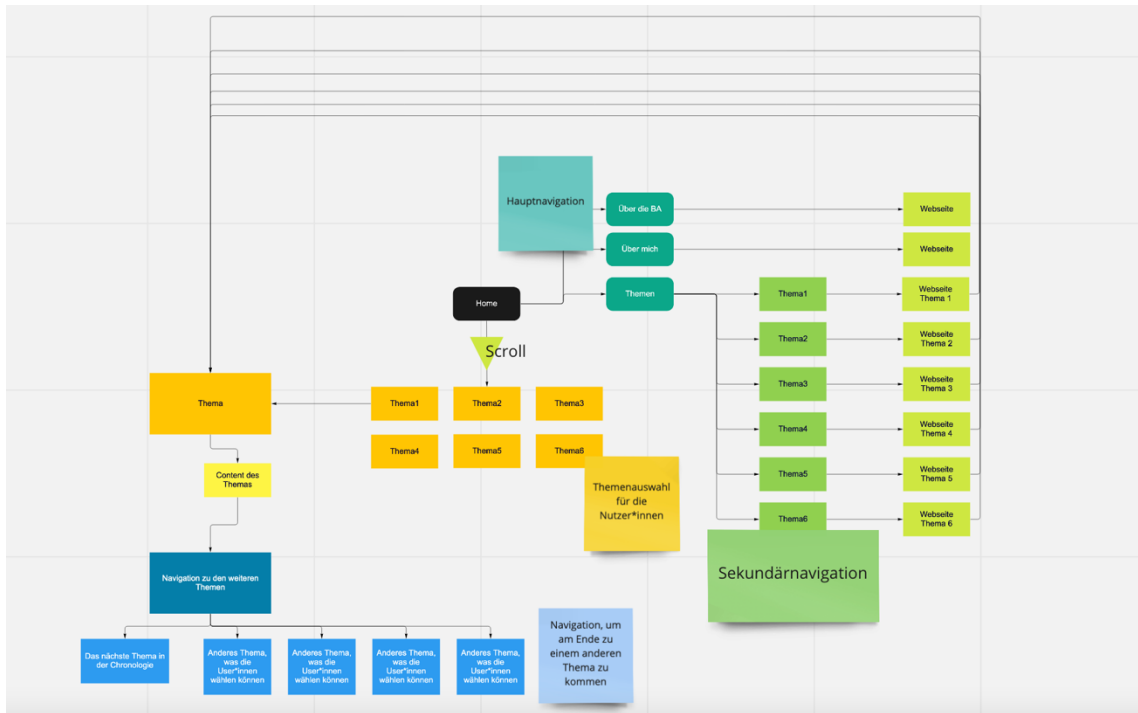 Hauptnavigation
Über die BA
Webseite
Über mich
Webseite
Home
Themen
Thema1
Webseite
Thema 1
Thema2
Webseite
Thema 2
Thema3
Webseite
Thema 3
Thema4
Webseite
Thema 4
Thema5
Webseite
Thema 5
Thema6
Webseite
Thema 6
Sekundärnavigation
Scroll
Thema
Thema1
Thema2
Thema3
Thema4
Thema5
Thema6
Themenauswahl
für die
Nutzer*innen
Content des
Themas
Navigation zu den weiteren
Themen
Das nächste Thema in
der Chronologie
Anderes Thema,
was die
User*innen
wählen können
Anderes Thema,
was die
User*innen
wählen können
Anderes Thema,
was die
User*innen
wählen können
Anderes Thema,
was die
User*innen
wählen können
Navigation, um
am Ende zu
einem anderen
Thema zu
kommen